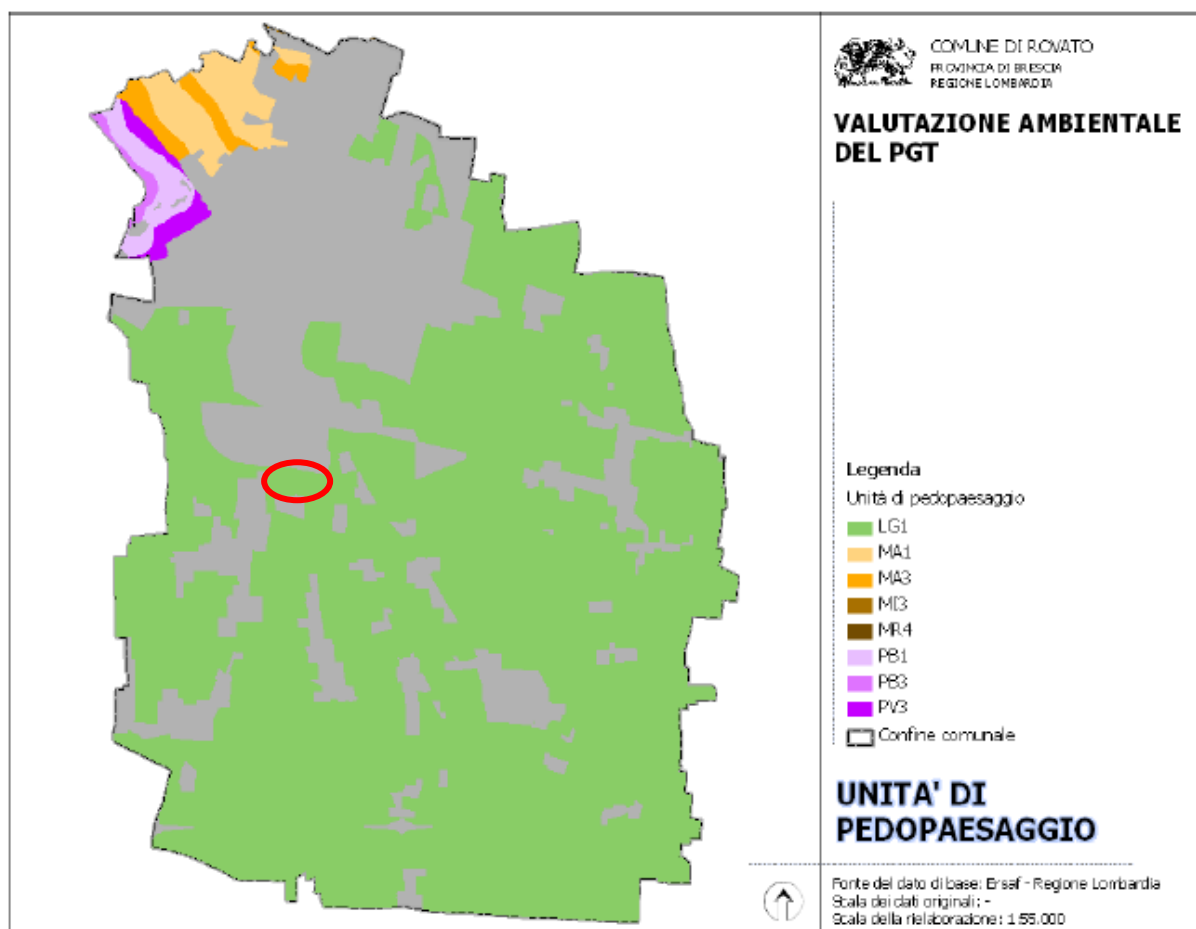 COMUNE DI ROVATO
PROVINCIA DI BRESCIA
REGIONE LOMBARDIA
VALUTAZIONE AMBIENTALE
DEL PGT
Legenda
Unità di pedopaesaggio
LG1
MA1
MA3
MI3
MR4
PB1
PB3
PV3
Confine comunale
UNITA' DI
PEDOPAESAGGIO
Fonte del dato di base: Ersaf - Regione Lombardia
Scala dei dati originali: -
Scala della rielaborazione: 1:55.000